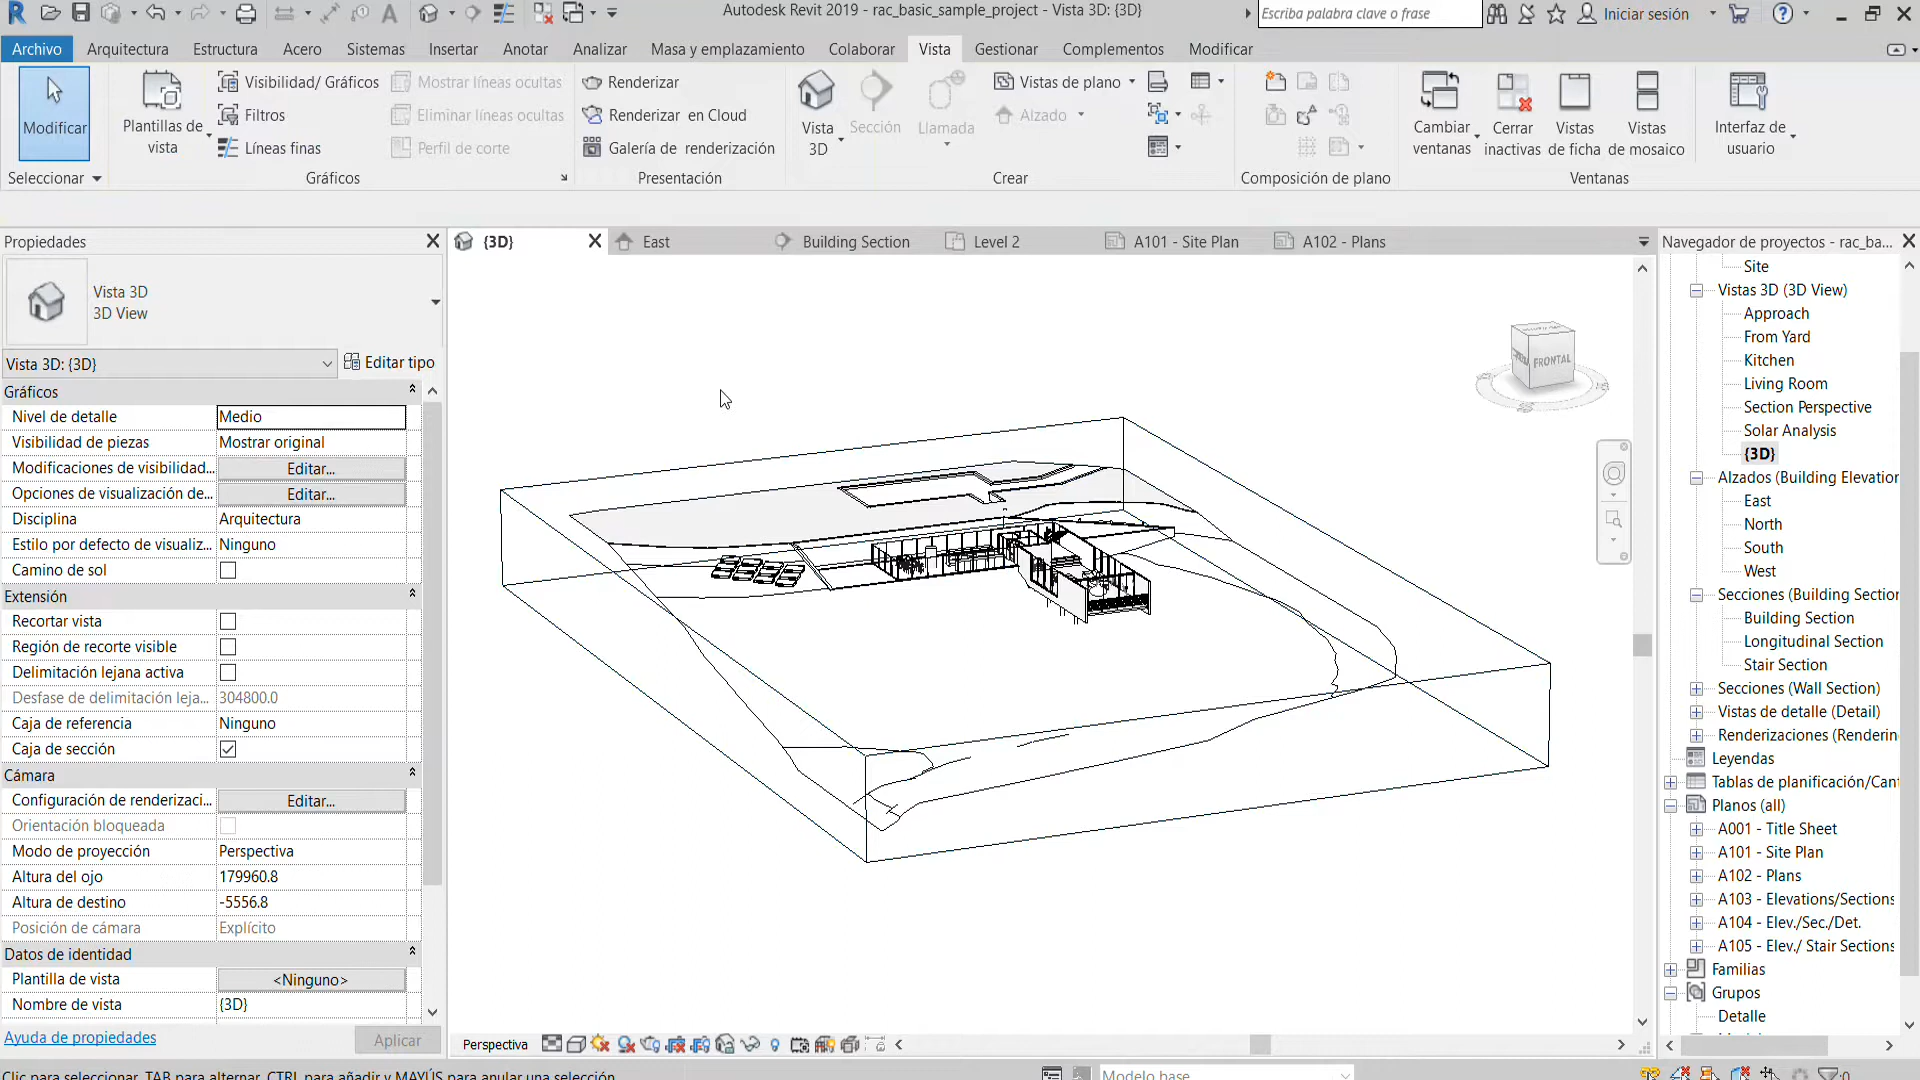 Autodesk Revit 2019 - rac_basic_sample_project - Vista 3D: {3D}
Escriba palabra clave o frase
Iniciar sesión
Archivo
Arquitectura
Estructura
Acero
Sistemas
Insertar
Anotar
Analizar
Masa y emplazamiento
Colaborar
Vista
Gestionar
Complementos
Modificar
Modificar
Seleccionar
Plantillas de
vista
Visibilidad/ Gráficos
Filtros
Líneas finas
Mostrar líneas ocultas
Eliminar líneas ocultas
Perfil de corte
Gráficos
Renderizar
Renderizar en Cloud
Galería de renderización
Presentación
Vista
3D
Sección
Llamada
Vistas de plano
Alzado
Crear
Composición de plano
Cambiar
ventanas
Cerrar
inactivas
Vistas
de ficha
Vistas
de mosaico
Ventanas
Interfaz de
usuario
Propiedades
Vista 3D
3D View
Vista 3D: {3D}
Editar tipo
Gráficos
Nivel de detalle Medio
Visibilidad de piezas Mostrar original
Modificaciones de visibilidad... Editar...
Opciones de visualización de... Editar...
Disciplina Arquitectura
Estilo por defecto de visualiz... Ninguno
Camino de sol
Extensión
Recortar vista
Región de recorte visible
Delimitación lejana activa
Desfase de delimitación leja... 304800.0
Caja de referencia Ninguno
Caja de sección
Cámara
Configuración de renderizaci... Editar...
Orientación bloqueada
Modo de proyección Perspectiva
Altura del ojo 179960.8
Altura de destino -5556.8
Posición de cámara Explícito
Datos de identidad
Plantilla de vista <Ninguno>
Nombre de vista {3D}
Ayuda de propiedades
Aplicar
{3D}
East
Building Section
Level 2
A101 - Site Plan
A102 - Plans
FRONTAL
Perspectiva
Navegador de proyectos - rac_ba...
Site
Vistas 3D (3D View)
Approach
From Yard
Kitchen
Living Room
Section Perspective
Solar Analysis
{3D}
Alzados (Building Elevation
East
North
South
West
Secciones (Building Section
Building Section
Longitudinal Section
Stair Section
Secciones (Wall Section)
Vistas de detalle (Detail)
Renderizaciones (Renderin
Leyendas
Tablas de planificación/Cant
Planos (all)
A001 - Title Sheet
A101 - Site Plan
A102 - Plans
A103 - Elevations/Sections
A104 - Elev./Sec./Det.
A105 - Elev./ Stair Sections
Familias
Grupos
Detalle
Clic para seleccionar, TAB para alternar, CTRL para añadir y MAYÚS para anular una selección.
Modelo base
:0